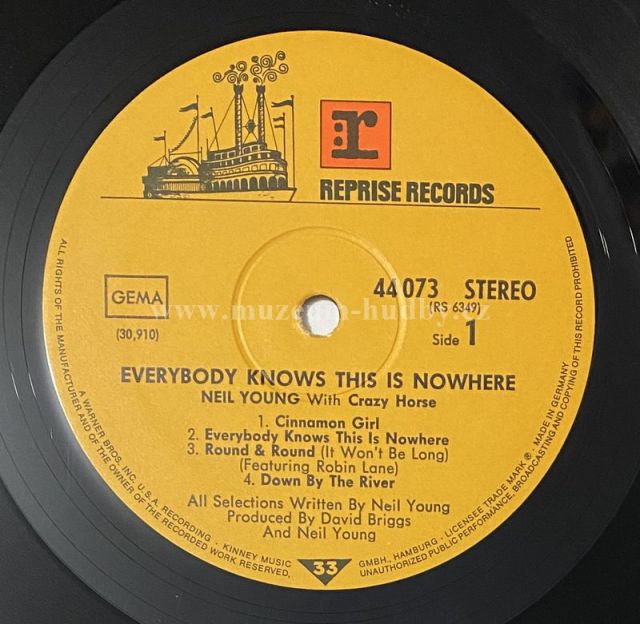 r
REPRISE RECORDS
GEMA
(30,910)
44 073 STEREO
(RS 6349)
Side 1
www.muzeum-hudby.cz
EVERYBODY KNOWS THIS IS NOWHERE
NEIL YOUNG With Crazy Horse
1. Cinnamon Girl
2. Everybody Knows This Is Nowhere
3. Round & Round (It Won't Be Long)
(Featuring Robin Lane)
4. Down By The River
All Selections Written By Neil Young
Produced By David Briggs
And Neil Young
33
A WARNER BROS. INC. U.S.A. RECORDING - KINNEY MUSIC GMBH., HAMBURG - LICENSEE TRADE MARK ®. MADE IN GERMANY
ALL RIGHTS OF THE MANUFACTURER AND OF THE OWNER OF THE RECORDED WORK RESERVED, UNAUTHORIZED PUBLIC PERFORMANCE, BROADCASTING AND COPYING OF THIS RECORD PROHIBITED